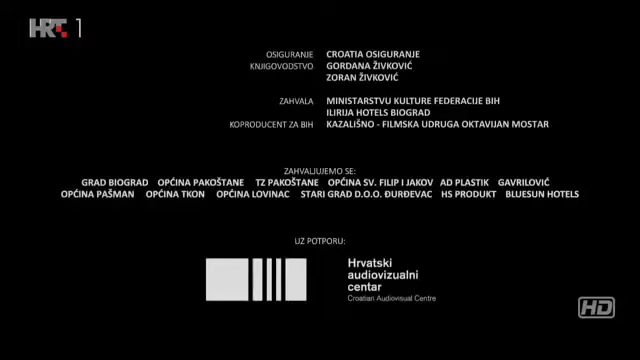 HRT 1
OSIGURANJE CROATIA OSIGURANJE
KNJIGOVODSTVO GORDANA ŽIVKOVIĆ
ZORAN ŽIVKOVIĆ
ZAHVALA MINISTARSTVU KULTURE FEDERACIJE BIH
ILIRIJA HOTELS BIOGRAD
KOPRODUCENT ZA BIH KAZALIŠNO - FILMSKA UDRUGA OKTAVIJAN MOSTAR
ZAHVALJUJEMO SE:
GRAD BIOGRAD OPĆINA PAKOŠTANE TZ PAKOŠTANE OPĆINA SV. FILIP I JAKOV AD PLASTIK GAVRILOVIĆ
OPĆINA PAŠMAN OPĆINA TKON OPĆINA LOVINAC STARI GRAD D.O.O. ĐURĐEVAC HS PRODUKT BLUESUN HOTELS
UZ POTPORU:
Hrvatski
audiovizualni
centar
Croatian Audiovisual Centre
HD